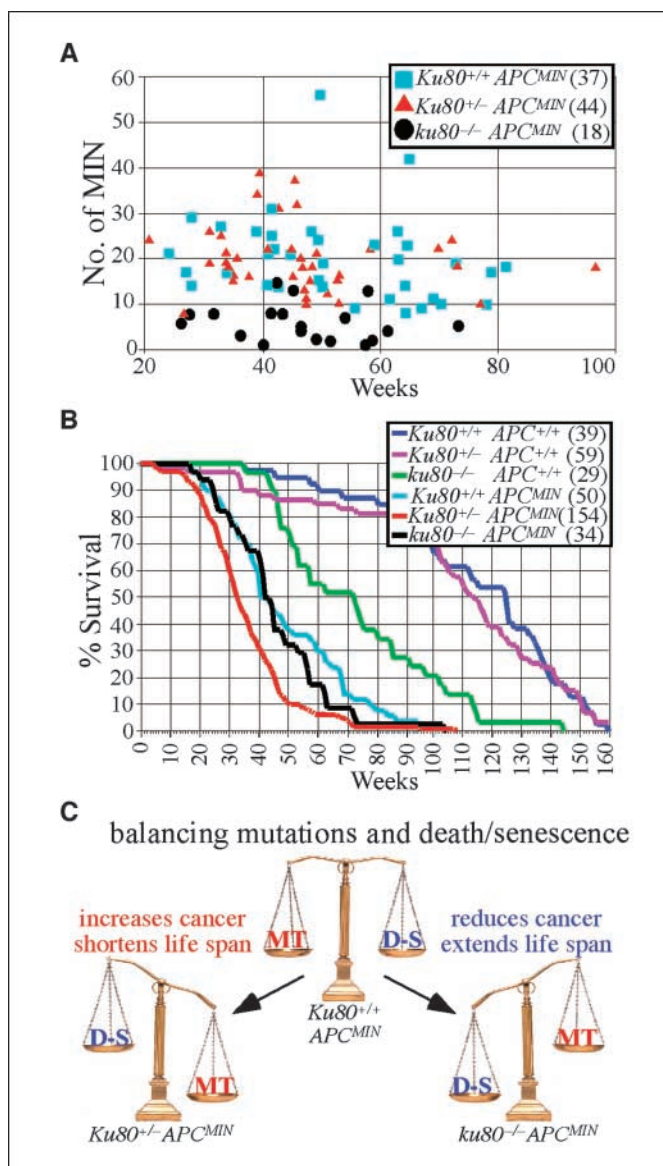 A
60
50
40
30
20
10
0
No. of MIN
Ku80+/+ APCMIN (37)
Ku80+/- APCMIN (44)
ku80-/- APCMIN (18)
20 40 60 80 100
Weeks
B
100
90
80
70
60
50
40
30
20
10
0
% Survival
Ku80+/+ APC+/+ (39)
Ku80+/- APC+/+ (59)
ku80-/- APC+/+ (29)
Ku80+/+ APCMIN (50)
Ku80+/- APCMIN(154)
ku80-/- APCMIN (34)
0 10 20 30 40 50 60 70 80 90 100 110 120 130 140 150 160
Weeks
C
balancing mutations and death/senescence
increases cancer
shortens life span
MT
D-S
reduces cancer
extends life span
Ku80+/+
APCMIN
D-S
MT
Ku80+/-APCMIN
D-S
MT
ku80-/-APCMIN